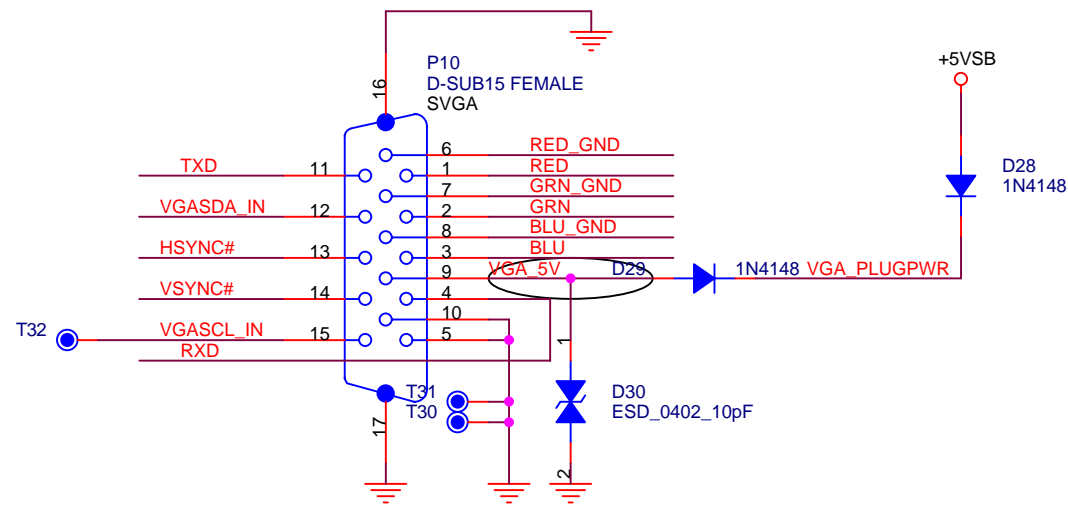 P10
D-SUB15 FEMALE
SVGA
16
+5VSB
D28
1N4148
6 RED_GND
TXD 11
1 RED
7 GRN_GND
VGASDA_IN 12
2 GRN
8 BLU_GND
HSYNC# 13
3 BLU
9 VGA_5V D29 1N4148 VGA_PLUGPWR
VSYNC# 14
4
10
T32 VGASCL_IN 15
5
RXD
1
T31
T30
D30
ESD_0402_10pF
17
2